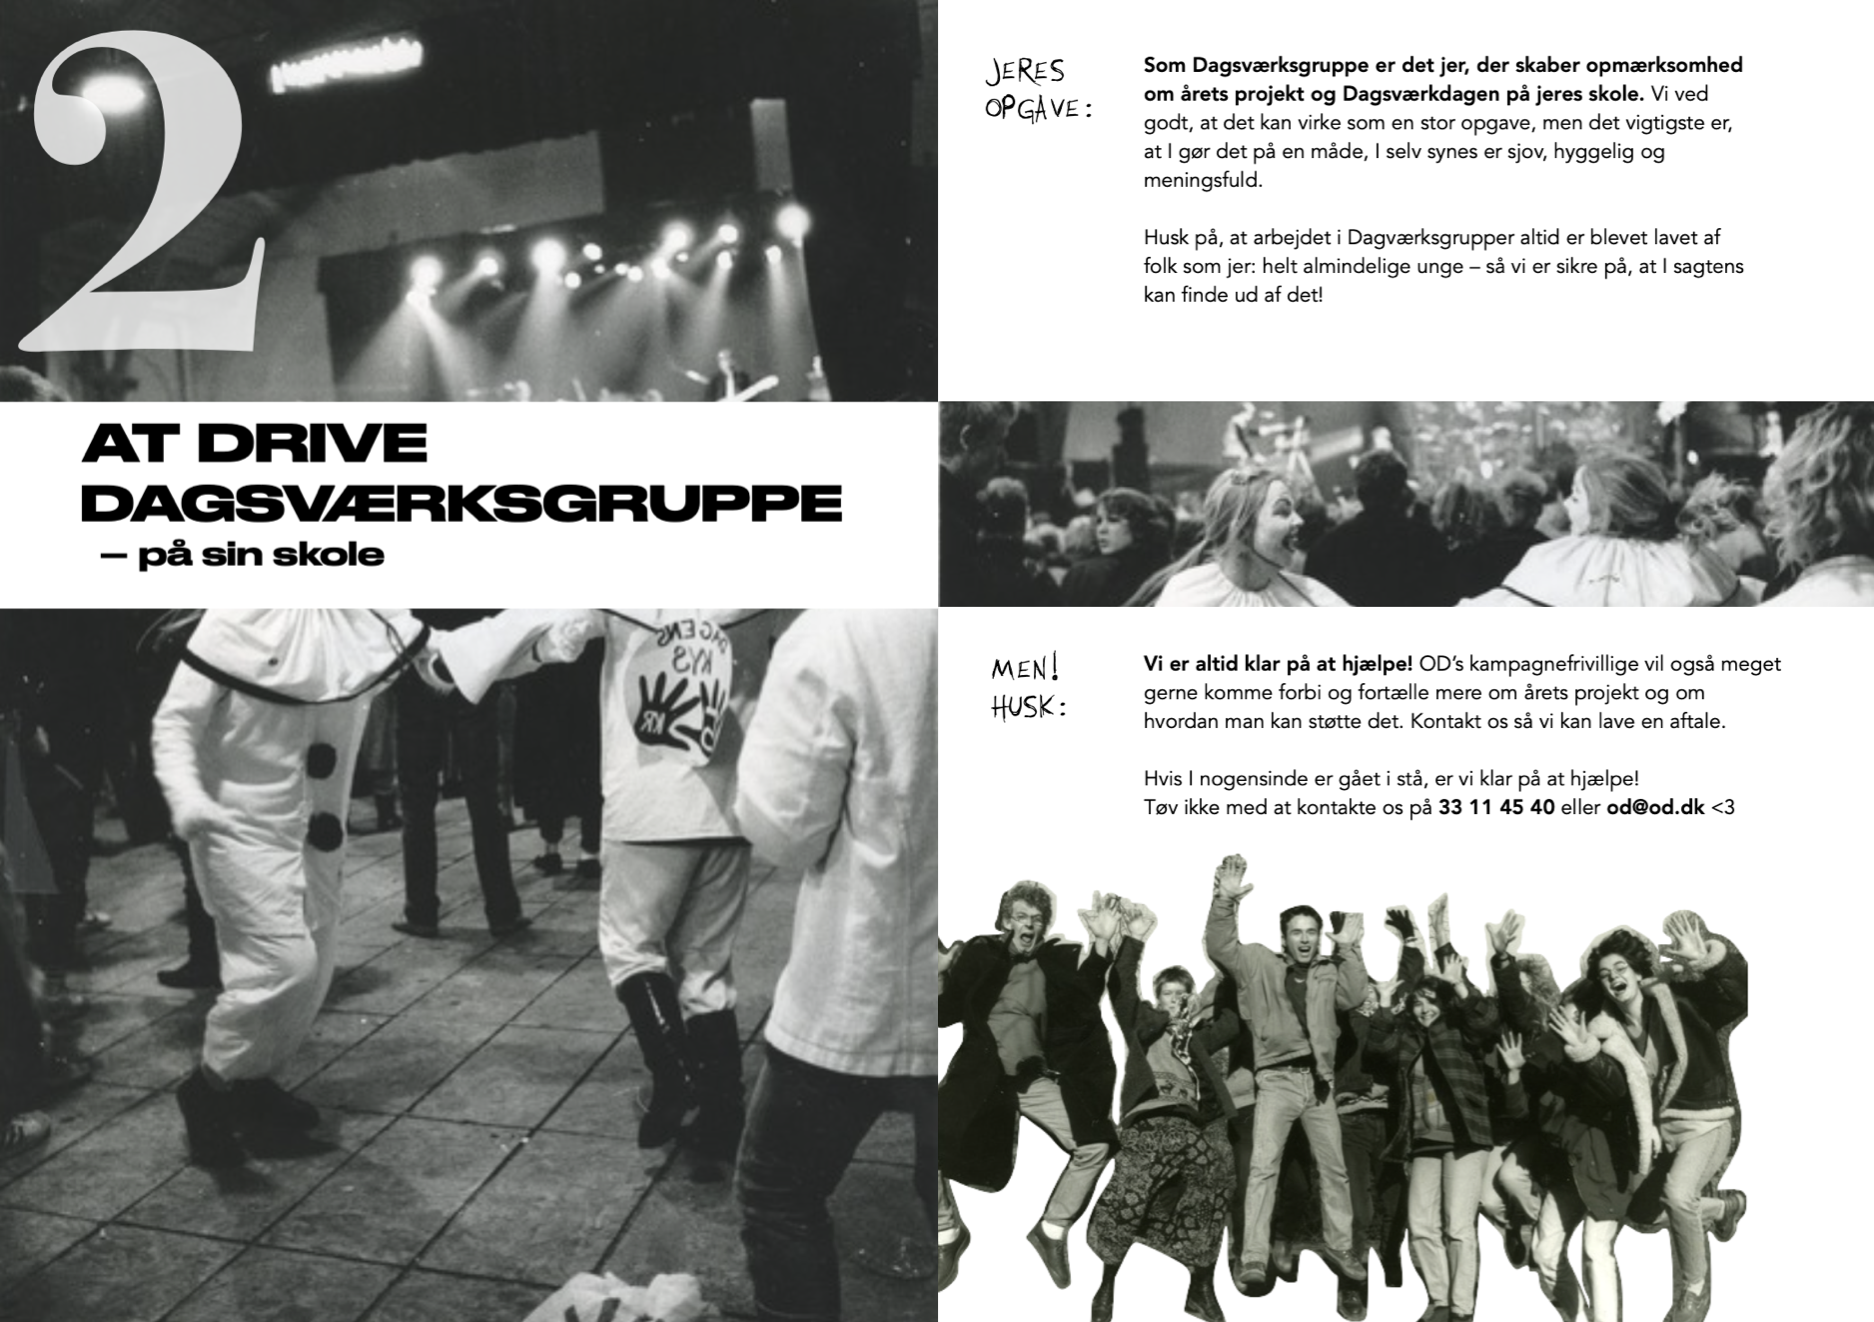 2
AT DRIVE
DAGSVÆRKSGRUPPE
– på sin skole
DAGENS
KYS
KR
JERES
OPGAVE:
Som Dagsværksgruppe er det jer, der skaber opmærksomhed
om årets projekt og Dagsværkdagen på jeres skole. Vi ved
godt, at det kan virke som en stor opgave, men det vigtigste er,
at I gør det på en måde, I selv synes er sjov, hyggelig og
meningsfuld.
Husk på, at arbejdet i Dagværksgrupper altid er blevet lavet af
folk som jer: helt almindelige unge – så vi er sikre på, at I sagtens
kan finde ud af det!
MEN!
HUSK:
Vi er altid klar på at hjælpe! OD’s kampagnefrivillige vil også meget
gerne komme forbi og fortælle mere om årets projekt og om
hvordan man kan støtte det. Kontakt os så vi kan lave en aftale.
Hvis I nogensinde er gået i stå, er vi klar på at hjælpe!
Tøv ikke med at kontakte os på 33 11 45 40 eller od@od.dk <3